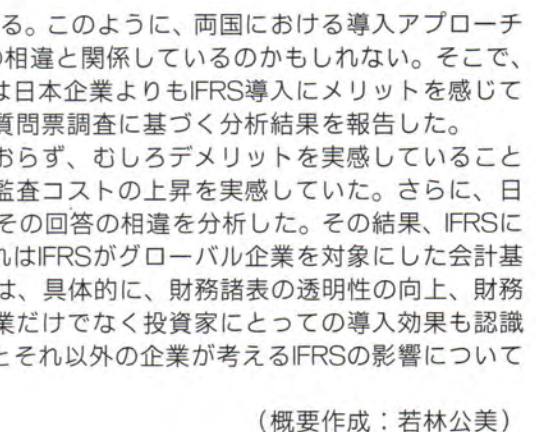 る。このように、両国における導入アプローチ
の相違と関係しているのかもしれない。そこで、
は日本企業よりもIFRS導入にメリットを感じて
質問票調査に基づく分析結果を報告した。
おらず、むしろデメリットを実感していること
監査コストの上昇を実感していた。さらに、日
その回答の相違を分析した。その結果、IFRSに
れはIFRSがグローバル企業を対象にした会計基
は、具体的に、財務諸表の透明性の向上、財務
業だけでなく投資家にとっての導入効果も認識
とそれ以外の企業が考えるIFRSの影響について
（概要作成：若林公美）